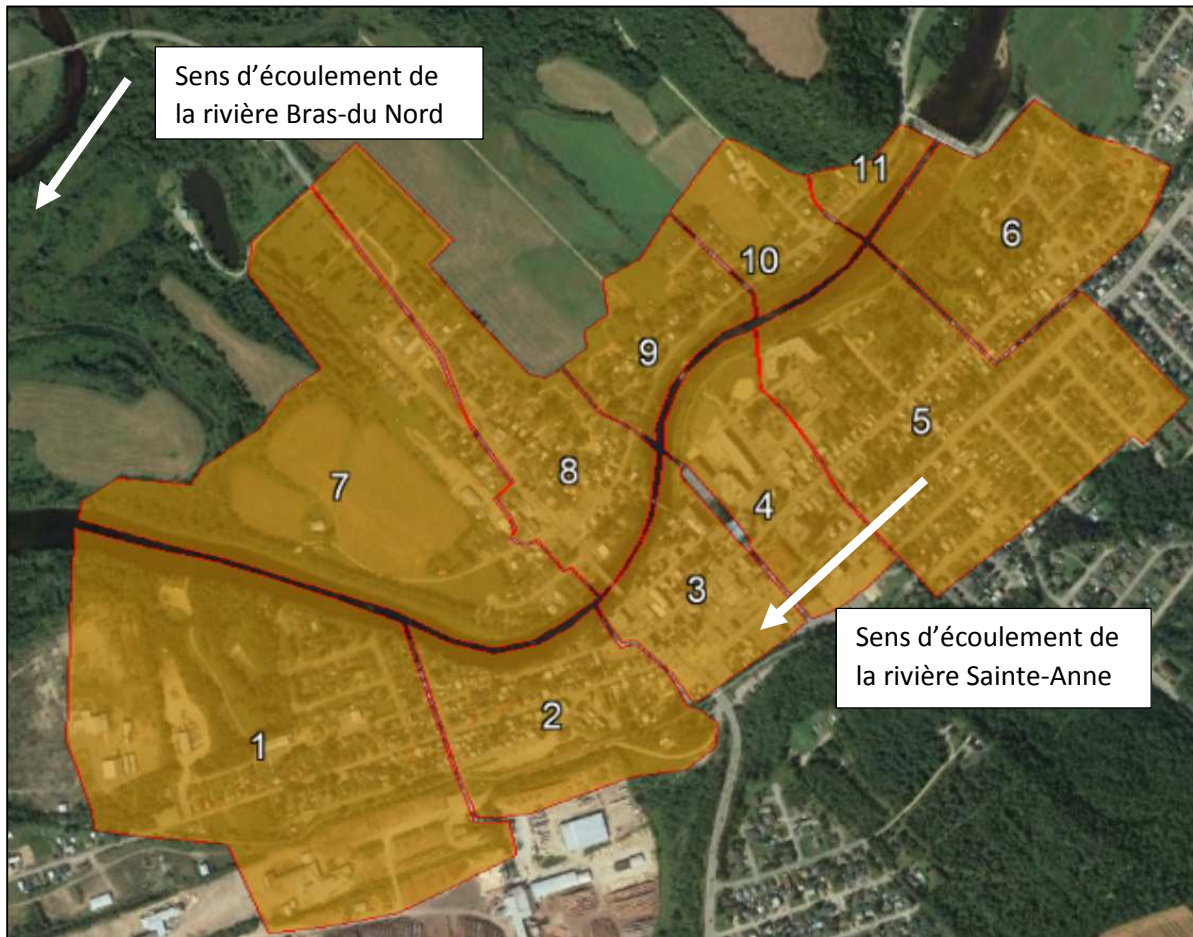 Sens d'écoulement de
la rivière Bras-du Nord
11
6
10
9
5
7
8
4
3
Sens d'écoulement de
la rivière Sainte-Anne
2
1